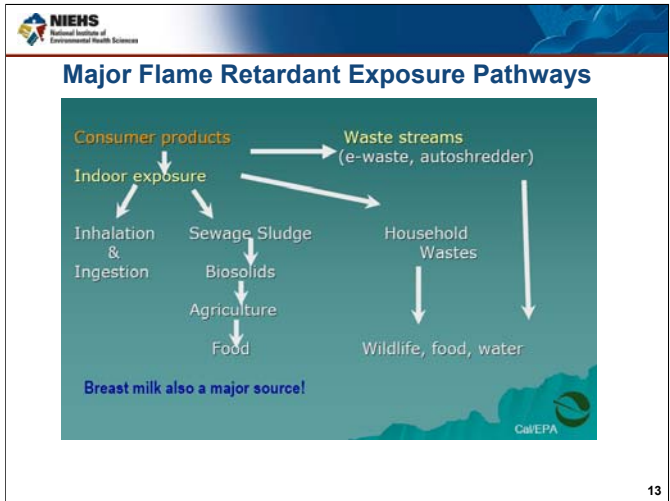 NIEHS
National Institute of
Environmental Health Sciences
Major Flame Retardant Exposure Pathways
Consumer products
Waste streams
(e-waste, autoshredder)
Indoor exposure
Inhalation
&
Ingestion
Sewage Sludge
Biosolids
Agriculture
Food
Household
Wastes
Wildlife, food, water
Breast milk also a major source!
Cal/EPA
13